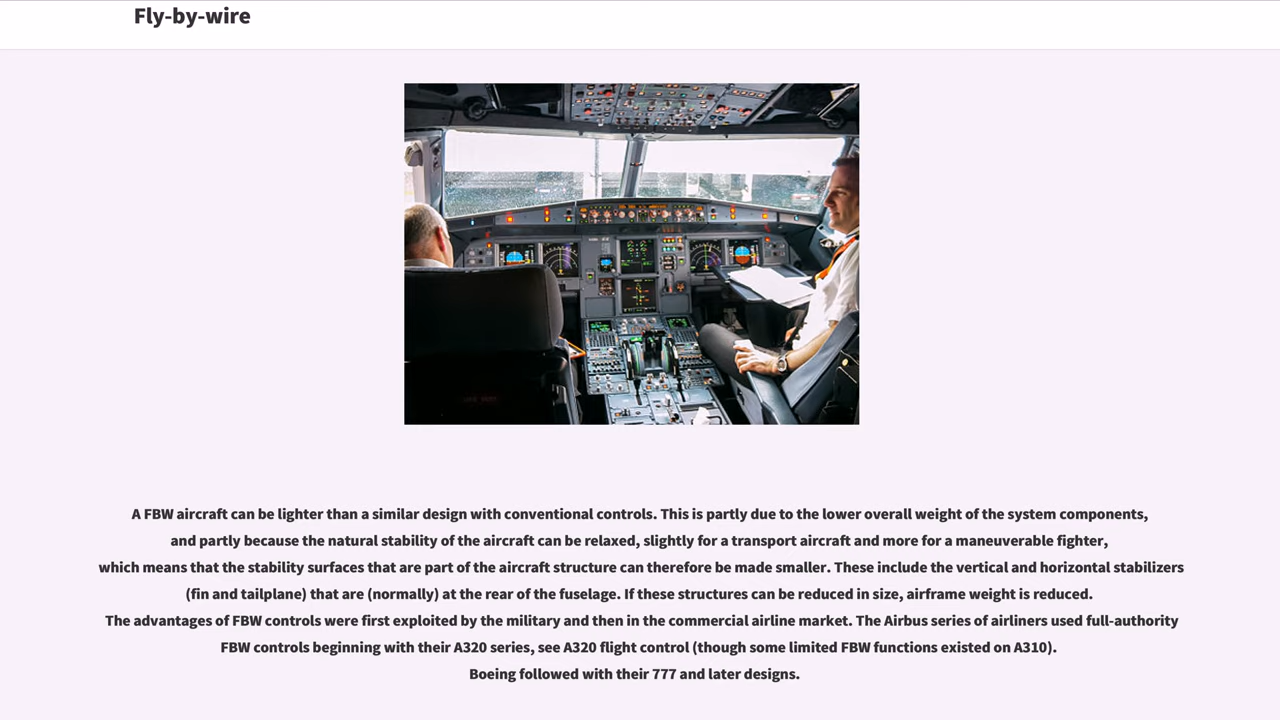 Fly-by-wire
A FBW aircraft can be lighter than a similar design with conventional controls. This is partly due to the lower overall weight of the system components,
and partly because the natural stability of the aircraft can be relaxed, slightly for a transport aircraft and more for a maneuverable fighter,
which means that the stability surfaces that are part of the aircraft structure can therefore be made smaller. These include the vertical and horizontal stabilizers
(fin and tailplane) that are (normally) at the rear of the fuselage. If these structures can be reduced in size, airframe weight is reduced.
The advantages of FBW controls were first exploited by the military and then in the commercial airline market. The Airbus series of airliners used full-authority
FBW controls beginning with their A320 series, see A320 flight control (though some limited FBW functions existed on A310).
Boeing followed with their 777 and later designs.